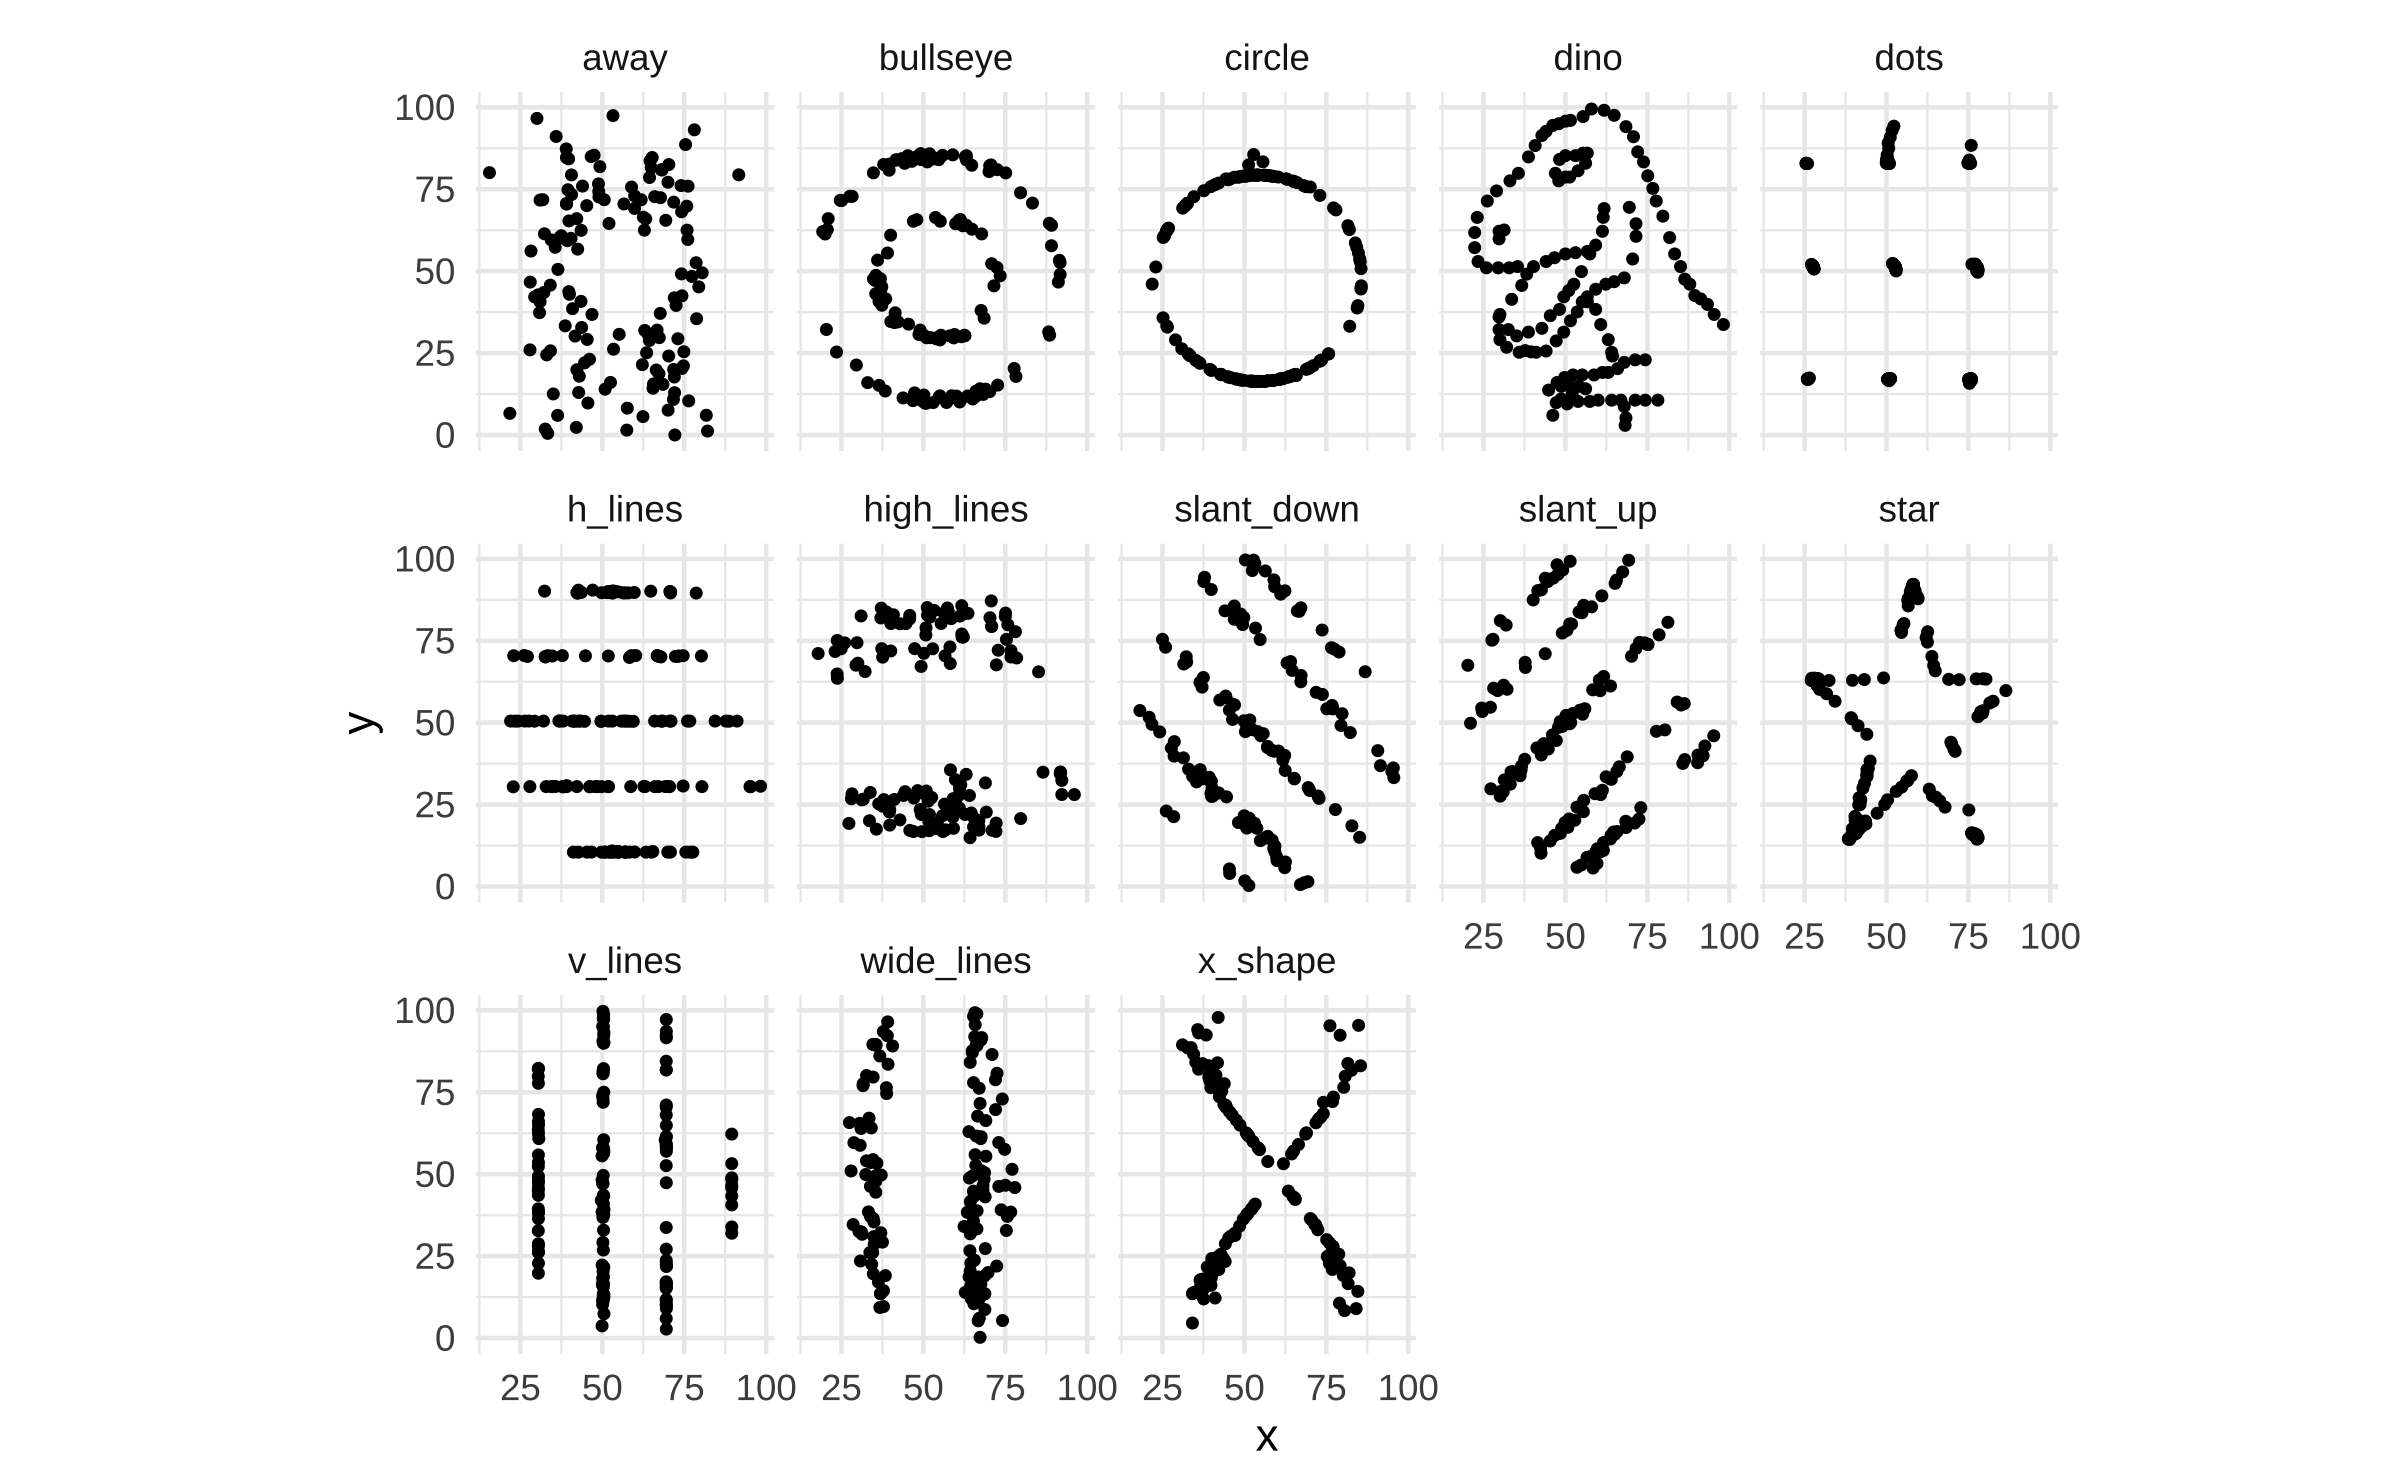 away bullseye circle dino dots
100
75
50
25
0
h_lines high_lines slant_down slant_up star
100
75
50
25
0
y
25 50 75 100 25 50 75 100
v_lines wide_lines x_shape
100
75
50
25
0
25 50 75 100 25 50 75 100 25 50 75 100
x